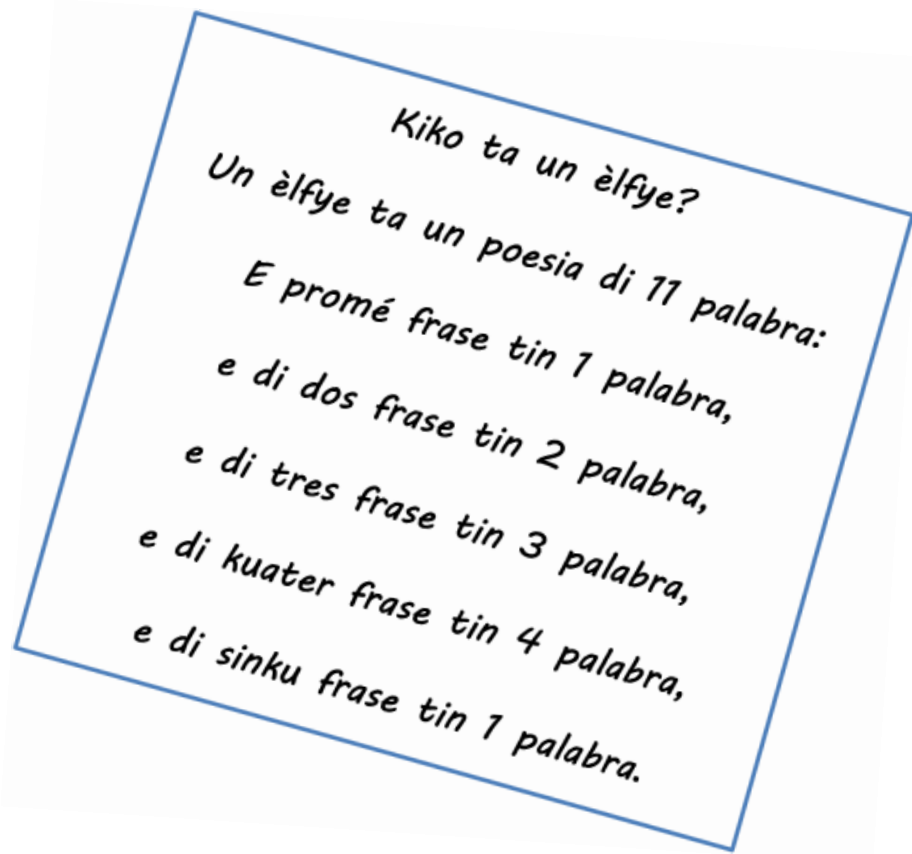 Kiko ta un èlfye?
Un èlfye ta un poesia di 11 palabra:
E promé frase tin 1 palabra,
e di dos frase tin 2 palabra,
e di tres frase tin 3 palabra,
e di kuater frase tin 4 palabra,
e di sinku frase tin 1 palabra.